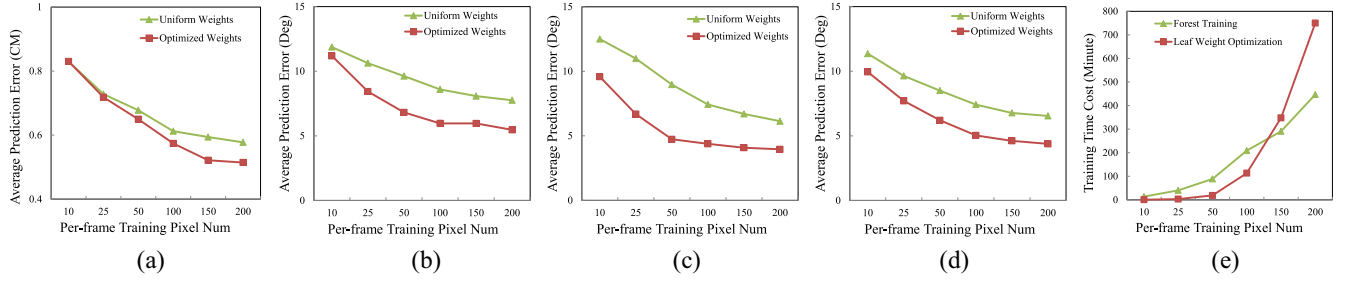 Average Prediction Error (CM)
1
0.8
0.6
0.4
Uniform Weights
Optimized Weights
10 25 50 100 150 200
Per-frame Training Pixel Num
(a)
Average Prediction Error (Deg)
15
10
5
0
Uniform Weights
Optimized Weights
10 25 50 100 150 200
Per-frame Training Pixel Num
(b)
Average Prediction Error (Deg)
15
10
5
0
Uniform Weights
Optimized Weights
10 25 50 100 150 200
Per-frame Training Pixel Num
(c)
Average Prediction Error (Deg)
15
10
5
0
Uniform Weights
Optimized Weights
10 25 50 100 150 200
Per-frame Training Pixel Num
(d)
Training Time Cost (Minute)
800
700
600
500
400
300
200
100
0
Forest Training
Leaf Weight Optimization
10 25 50 100 150 200
Per-frame Training Pixel Num
(e)